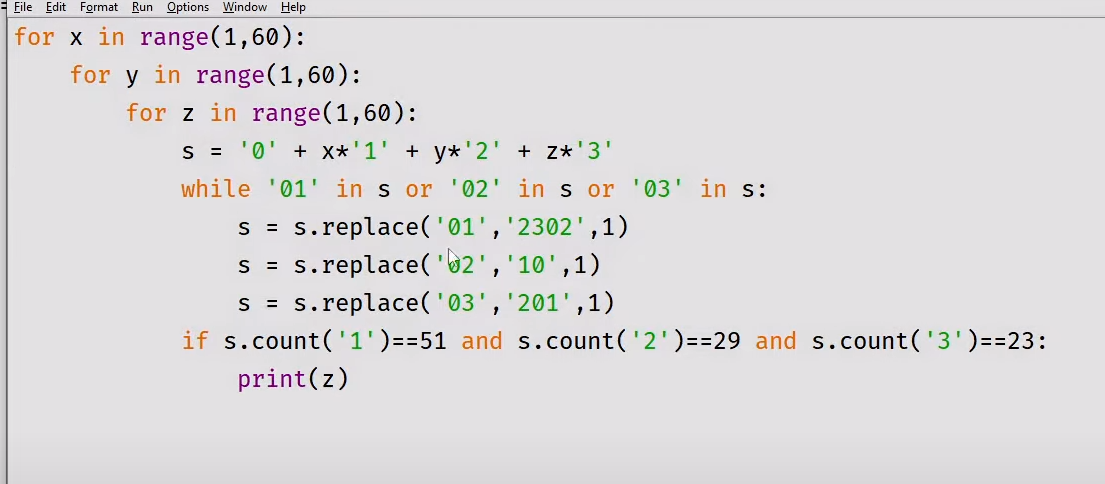 File Edit Format Run Options Window Help
for x in range(1,60):
    for y in range(1,60):
        for z in range(1,60):
            s = '0' + x*'1' + y*'2' + z*'3'
            while '01' in s or '02' in s or '03' in s:
                s = s.replace('01','2302',1)
                s = s.replace('02','10',1)
                s = s.replace('03','201',1)
            if s.count('1')==51 and s.count('2')==29 and s.count('3')==23:
                print(z)